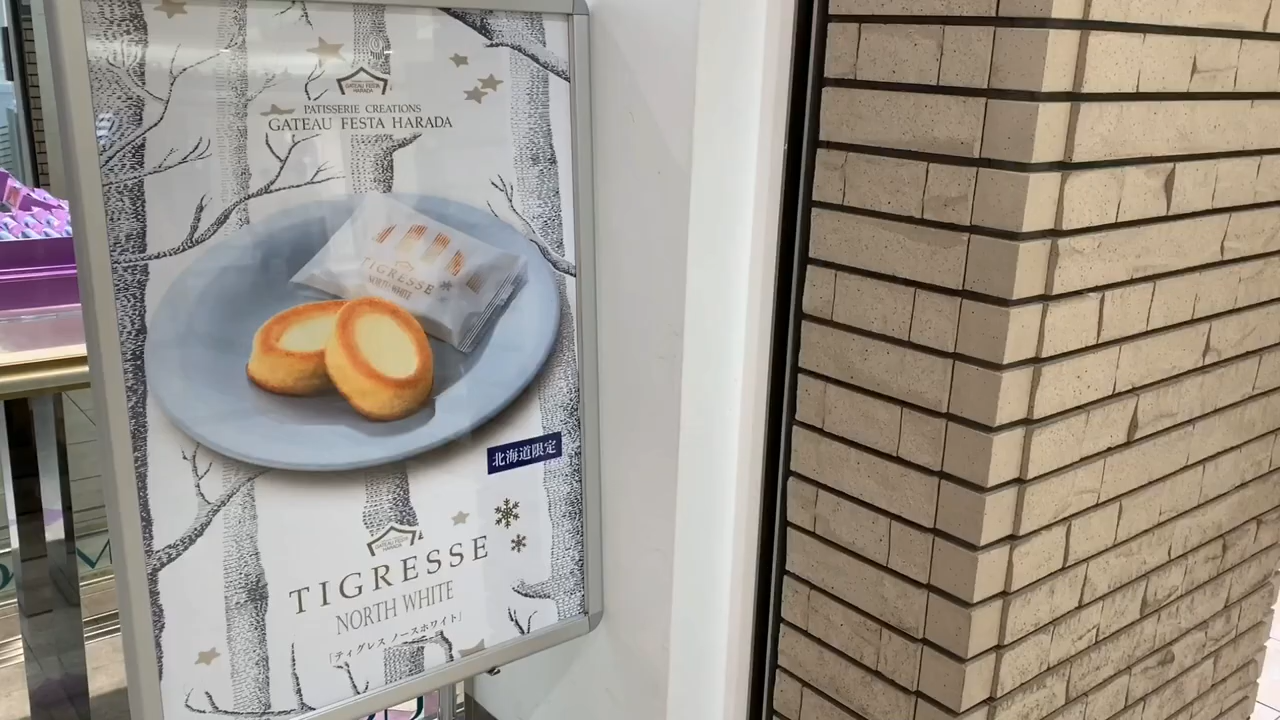 GATEAU FESTA
HARADA
PATISSERIE CREATIONS
GATEAU FESTA HARADA
TIGRESSE
NORTH WHITE
北海道限定
GATEAU FESTA
HARADA
TIGRESSE
NORTH WHITE
［ティグレス ノースホワイト］